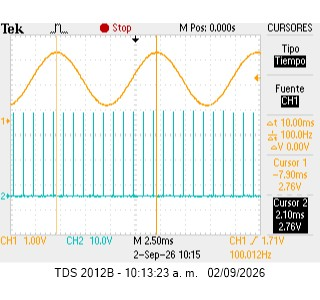 Tek Stop M Pos: 0.000s CURSORES
Tipo
Tiempo
Fuente
CH1
Δt 10.00ms
1/Δt 100.0Hz
ΔV 0.00V
Cursor 1
-7.90ms
2.76V
Cursor 2
2.10ms
2.76V
1
2
CH1 1.00V CH2 10.0V M 2.50ms CH1 / 1.71V
2-Sep-26 10:15 100.012Hz
TDS 2012B - 10:13:23 a. m. 02/09/2026